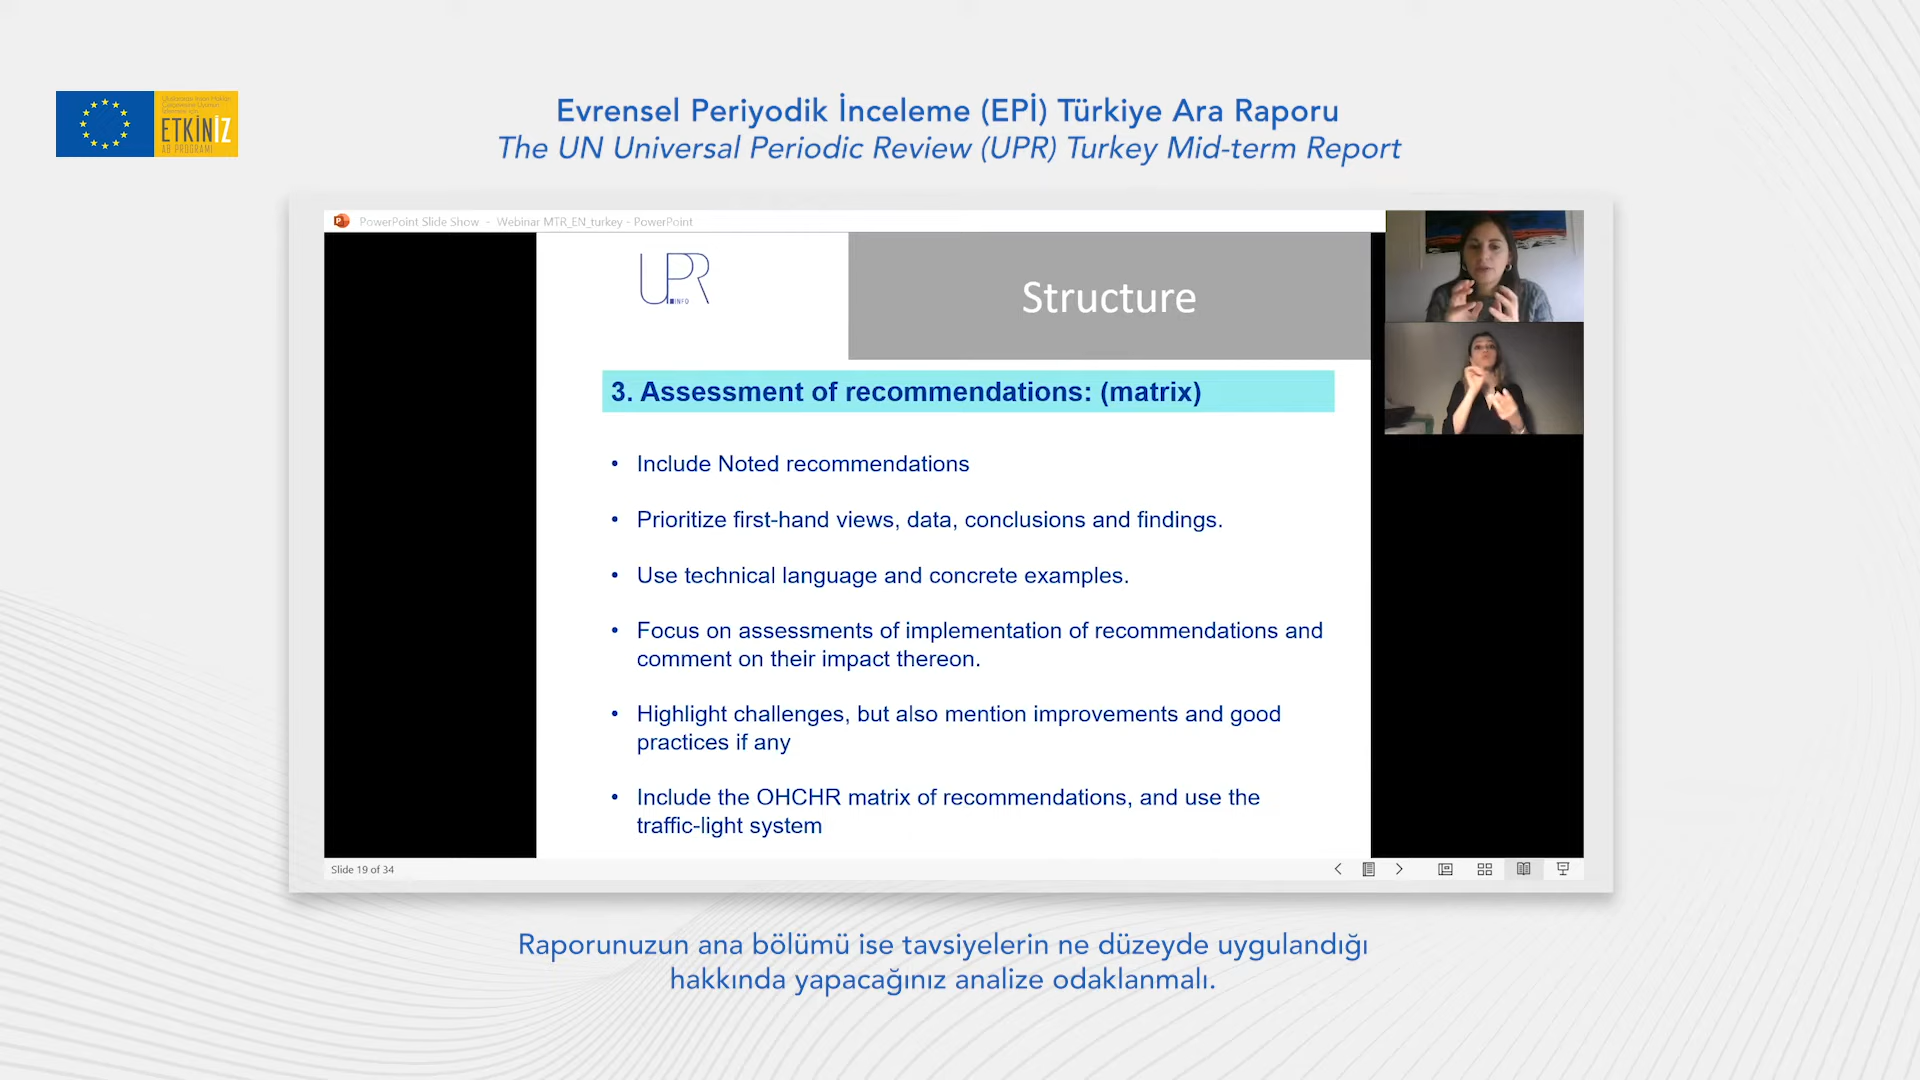 Evrensel Periyodik İnceleme (EPİ) Türkiye Ara Raporu
The UN Universal Periodic Review (UPR) Turkey Mid-term Report
ETKİNİZ
AB PROGRAMI
PowerPoint Slide Show - Webinar MTR_EN_turkey - PowerPoint
UPR
INFO
Structure
3. Assessment of recommendations: (matrix)
• Include Noted recommendations
• Prioritize first-hand views, data, conclusions and findings.
• Use technical language and concrete examples.
• Focus on assessments of implementation of recommendations and
comment on their impact thereon.
• Highlight challenges, but also mention improvements and good
practices if any
• Include the OHCHR matrix of recommendations, and use the
traffic-light system
Slide 19 of 34
Raporunuzun ana bölümü ise tavsiyelerin ne düzeyde uygulandığı
hakkında yapacağınız analize odaklanmalı.